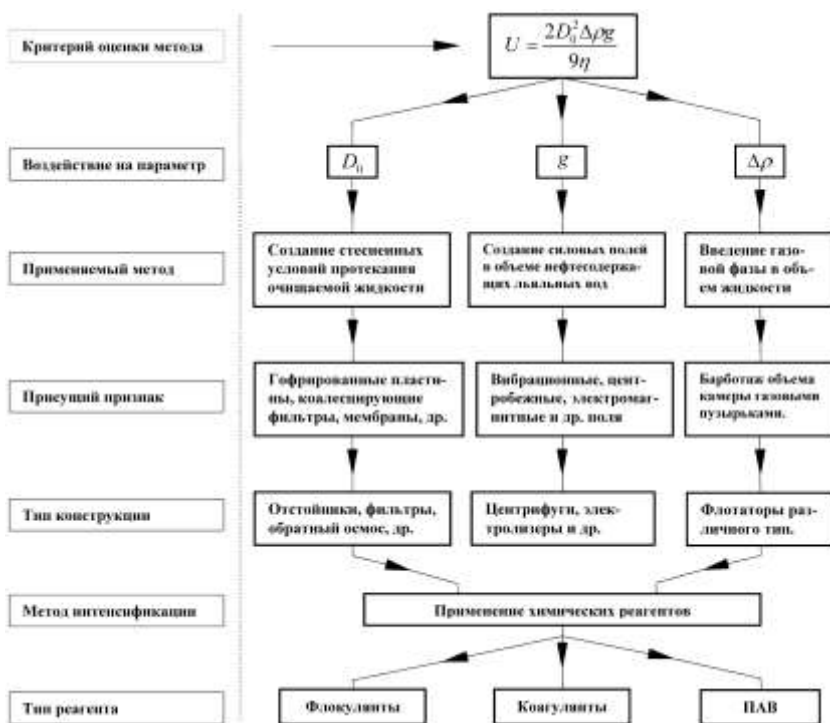 Критерий оценки метода
U = 2D₀²Δρg / 9η
Воздействие на параметр
D₀
g
Δρ
Применяемый метод
Создание стесненных
условий протекания
очищаемой жидкости
Создание силовых полей
в объеме нефтесодержа-
щих льяльных вод
Введение газо-
вой фазы в объ-
ем жидкости
Присущий признак
Гофрированные пласти-
ны, коалесцирующие
фильтры, мембраны, др.
Вибрационные, цент-
робежные, электромаг-
нитные и др. поля
Барботаж объема
камеры газовыми
пузырьками.
Тип конструкции
Отстойники, фильтры,
обратный осмос, др.
Центрифуги, элек-
тролизеры и др.
Флотаторы раз-
личного тип.
Метод интенсификации
Применение химических реагентов
Тип реагента
Флокулянты
Коагулянты
ПАВ